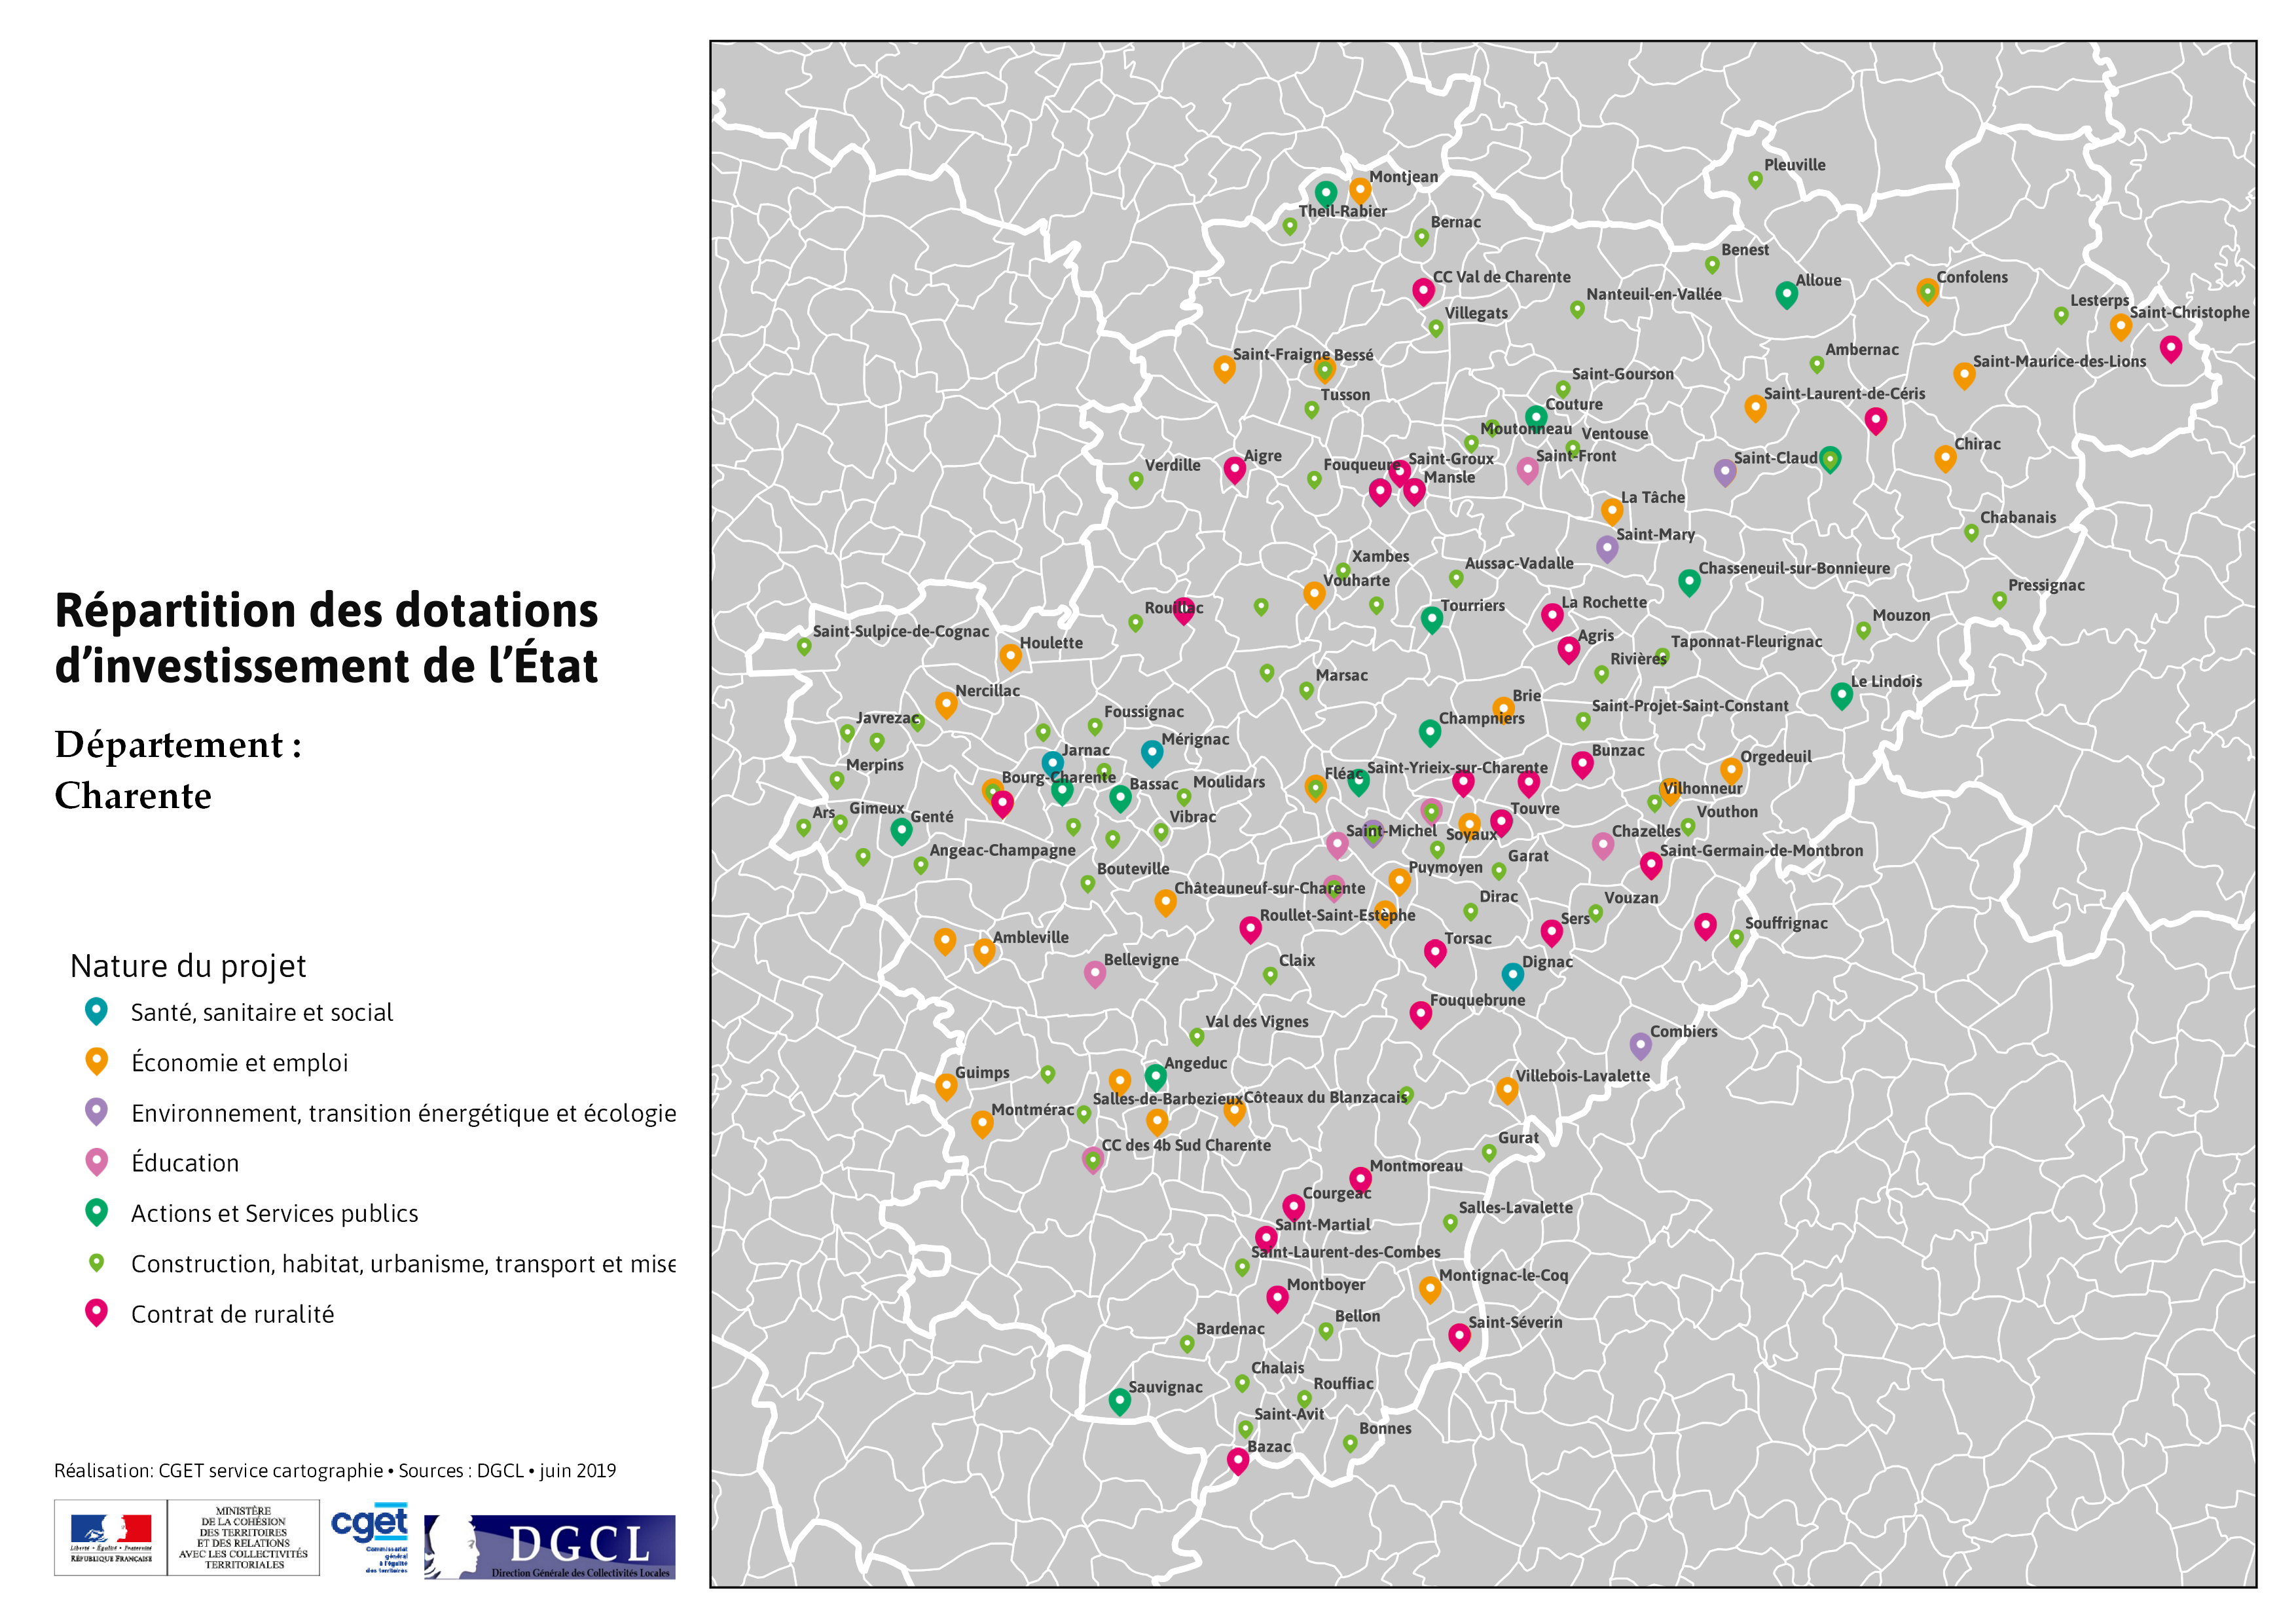 Répartition des dotations
d’investissement de l’État
Département :
Charente
Nature du projet
Santé, sanitaire et social
Économie et emploi
Environnement, transition énergétique et écologie
Éducation
Actions et Services publics
Construction, habitat, urbanisme, transport et mise
Contrat de ruralité
Réalisation: CGET service cartographie • Sources : DGCL • juin 2019
Liberté • Égalité • Fraternité
RÉPUBLIQUE FRANÇAISE
MINISTÈRE
DE LA COHÉSION
DES TERRITOIRES
ET DES RELATIONS
AVEC LES COLLECTIVITÉS
TERRITORIALES
cget
Commissariat
général
à l'égalité
des territoires
DGCL
Direction Générale des Collectivités Locales
Pleuville
Montjean
Theil-Rabier
Bernac
Benest
CC Val de Charente
Alloue
Confolens
Nanteuil-en-Vallée
Lesterps
Villegats
Saint-Christophe
Saint-Fraigne
Bessé
Ambernac
Saint-Maurice-des-Lions
Saint-Gourson
Tusson
Saint-Laurent-de-Céris
Couture
Moutonneau
Ventouse
Chirac
Aigre
Saint-Groux
Saint-Front
Saint-Claud
Verdille
Fouqueure
Mansle
La Tâche
Chabanais
Saint-Mary
Xambes
Aussac-Vadalle
Chasseneuil-sur-Bonnieure
Vouharte
Pressignac
Rouillac
Tourriers
La Rochette
Mouzon
Saint-Sulpice-de-Cognac
Houlette
Agris
Taponnat-Fleurignac
Rivières
Marsac
Le Lindois
Nercillac
Brie
Saint-Projet-Saint-Constant
Javrezac
Foussignac
Champniers
Mérignac
Jarnac
Bunzac
Orgedeuil
Merpins
Bourg-Charente
Fléac
Saint-Yrieix-sur-Charente
Bassac
Moulidars
Vilhonneur
Ars
Gimeux
Genté
Vibrac
Touvre
Vouthon
Saint-Michel
Soyaux
Chazelles
Angeac-Champagne
Saint-Germain-de-Montbron
Garat
Bouteville
Puymoyen
Châteauneuf-sur-Charente
Dirac
Vouzan
Roullet-Saint-Estèphe
Sers
Souffrignac
Ambleville
Torsac
Bellevigne
Claix
Dignac
Fouquebrune
Val des Vignes
Combiers
Angeduc
Guimps
Villebois-Lavalette
Salles-de-Barbezieux
Côteaux du Blanzacais
Montmérac
CC des 4b Sud Charente
Gurat
Montmoreau
Courgeac
Salles-Lavalette
Saint-Martial
Saint-Laurent-des-Combes
Montignac-le-Coq
Montboyer
Bellon
Saint-Séverin
Bardenac
Chalais
Sauvignac
Rouffiac
Saint-Avit
Bonnes
Bazac